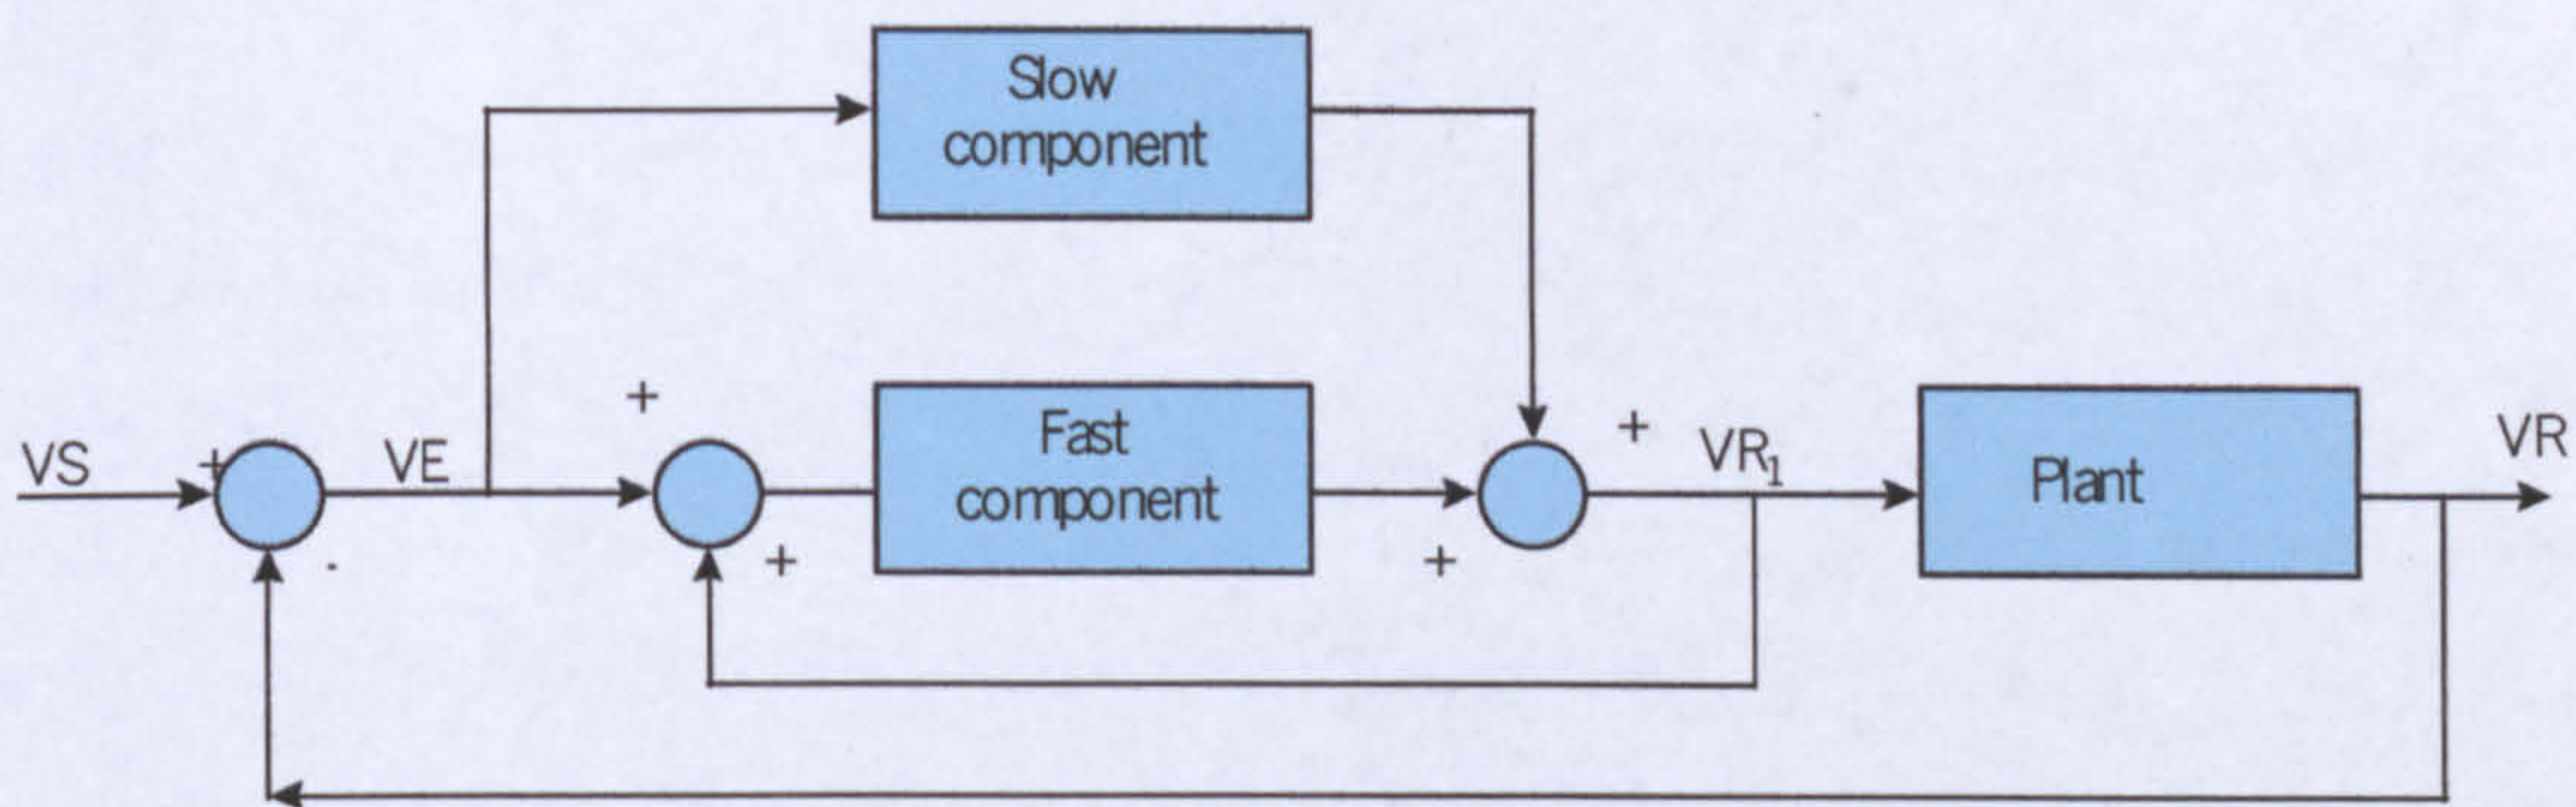 Slow
component
+
Fast
component
+
VS
+
VE
VR₁
Plant
VR
-
+
+